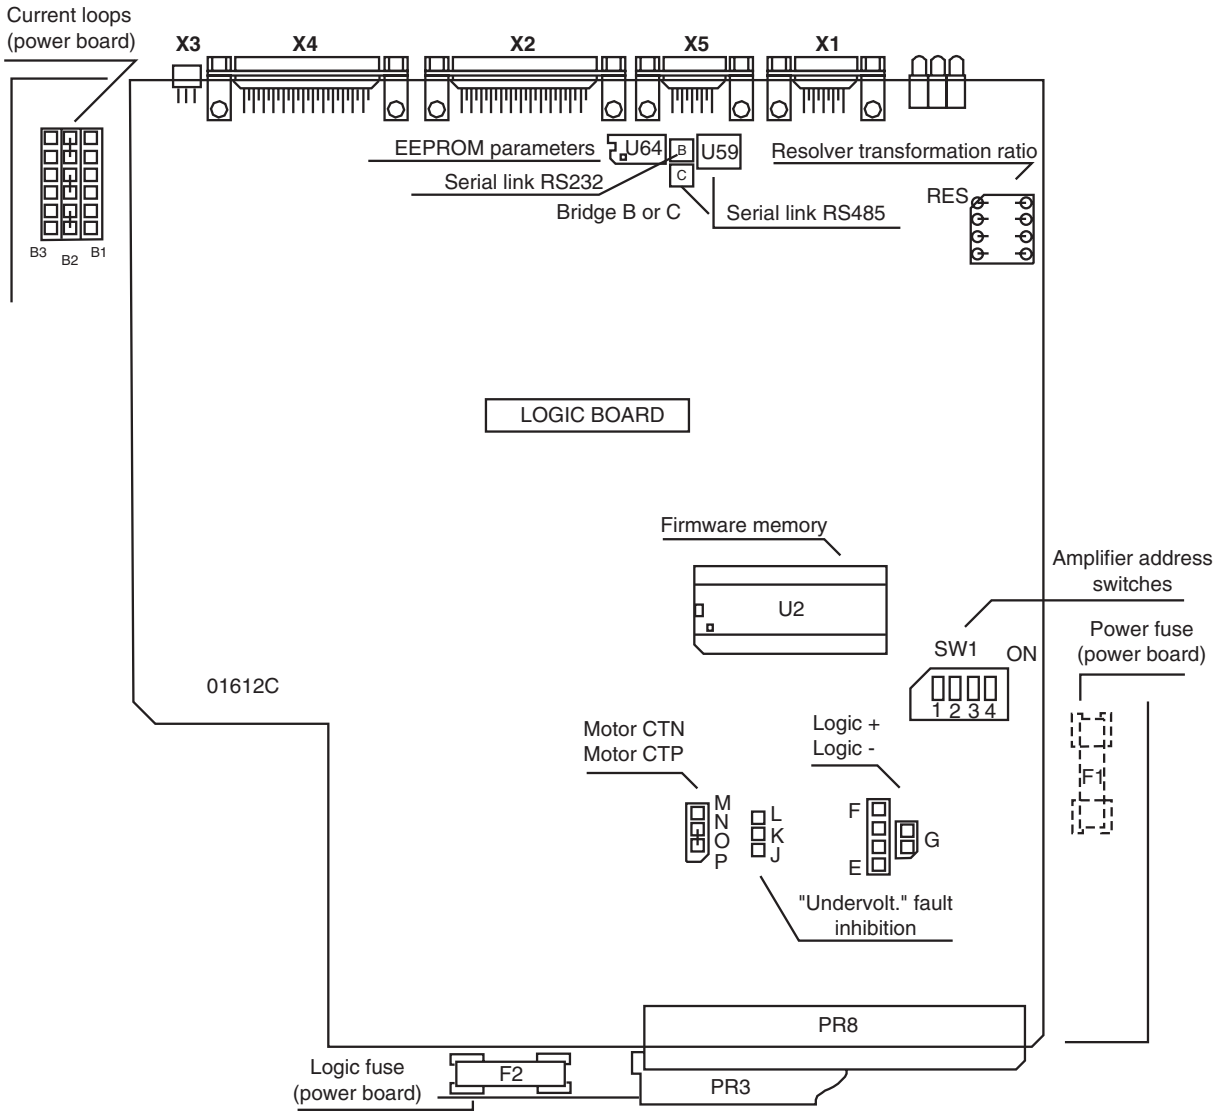 Current loops
(power board)
X3 X4 X2 X5 X1
EEPROM parameters
U64 B U59
Resolver transformation ratio
Serial link RS232
C
RES
Bridge B or C
Serial link RS485
B3 B2 B1
LOGIC BOARD
Firmware memory
U2
Amplifier address
switches
SW1 ON
1 2 3 4
Power fuse
(power board)
F1
01612C
Motor CTN
Motor CTP
Logic +
Logic -
M
N
O
P
L
K
J
F
E
G
"Undervolt." fault
inhibition
PR8
Logic fuse
(power board)
F2
PR3